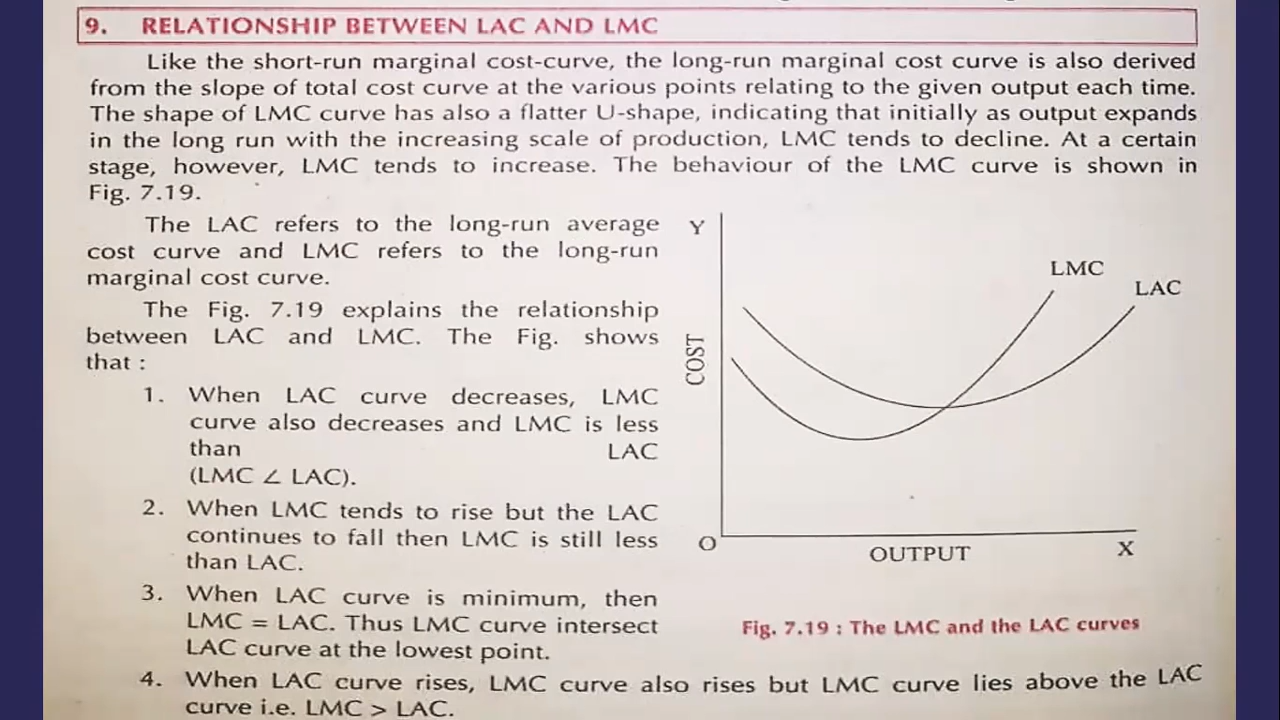 9. RELATIONSHIP BETWEEN LAC AND LMC
Like the short-run marginal cost-curve, the long-run marginal cost curve is also derived
from the slope of total cost curve at the various points relating to the given output each time.
The shape of LMC curve has also a flatter U-shape, indicating that initially as output expands
in the long run with the increasing scale of production, LMC tends to decline. At a certain
stage, however, LMC tends to increase. The behaviour of the LMC curve is shown in
Fig. 7.19.
The LAC refers to the long-run average
cost curve and LMC refers to the long-run
marginal cost curve.
The Fig. 7.19 explains the relationship
between LAC and LMC. The Fig. shows
that :
1. When LAC curve decreases, LMC
curve also decreases and LMC is less
than LAC
(LMC ∠ LAC).
2. When LMC tends to rise but the LAC
continues to fall then LMC is still less
than LAC.
3. When LAC curve is minimum, then
LMC = LAC. Thus LMC curve intersect
LAC curve at the lowest point.
Y
LMC
LAC
COST
O
OUTPUT
X
Fig. 7.19 : The LMC and the LAC curves
4. When LAC curve rises, LMC curve also rises but LMC curve lies above the LAC
curve i.e. LMC > LAC.